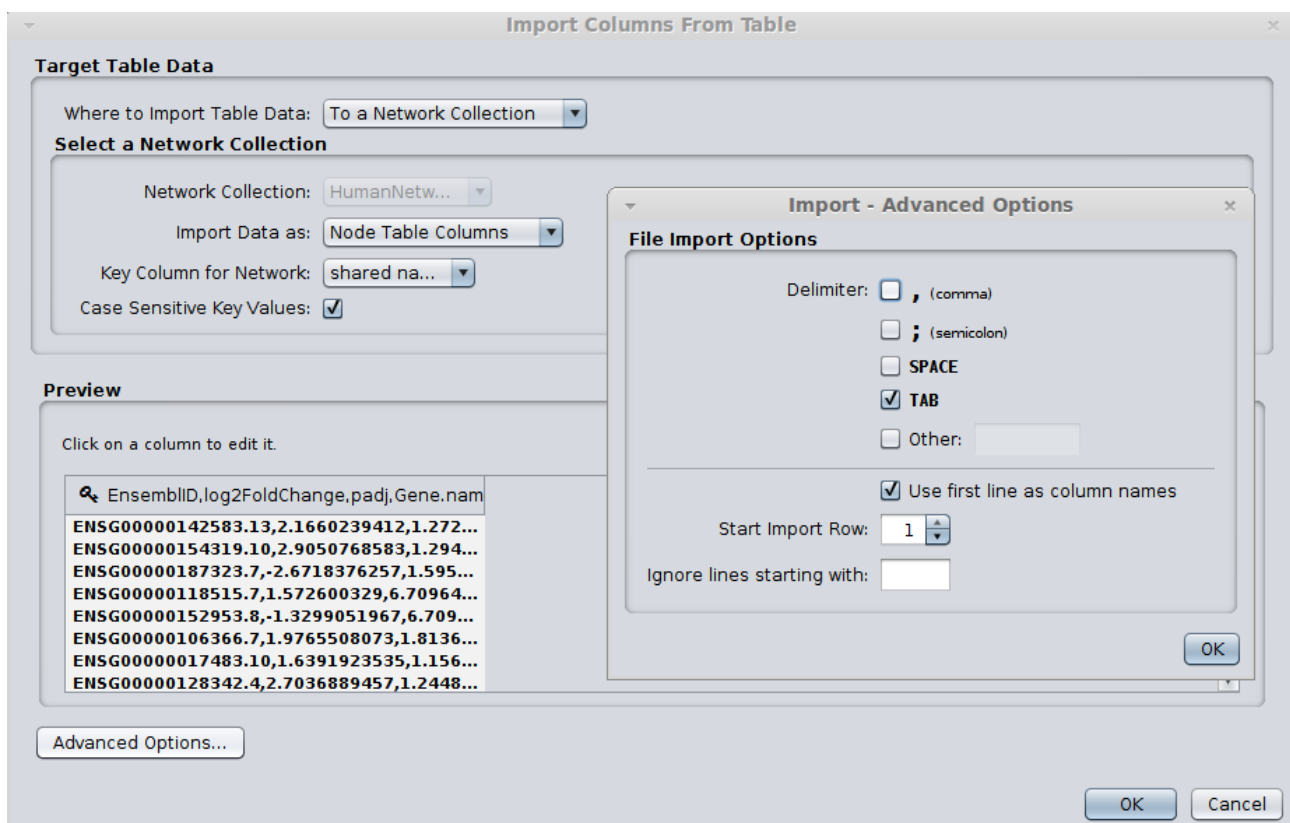 Import Columns From Table
Target Table Data
Where to Import Table Data: To a Network Collection
Select a Network Collection
Network Collection: HumanNetw...
Import Data as: Node Table Columns
Key Column for Network: shared na...
Case Sensitive Key Values:
Preview
Click on a column to edit it.
EnsemblID,log2FoldChange,padj,Gene.nam
ENSG00000142583.13,2.1660239412,1.272...
ENSG00000154319.10,2.9050768583,1.294...
ENSG00000187323.7,-2.6718376257,1.595...
ENSG00000118515.7,1.572600329,6.70964...
ENSG00000152953.8,-1.3299051967,6.709...
ENSG00000106366.7,1.9765508073,1.8136...
ENSG00000017483.10,1.6391923535,1.156...
ENSG00000128342.4,2.7036889457,1.2448...
Advanced Options...
OK Cancel
Import - Advanced Options
File Import Options
Delimiter: , (comma)
; (semicolon)
SPACE
TAB
Other:
Use first line as column names
Start Import Row: 1
Ignore lines starting with:
OK